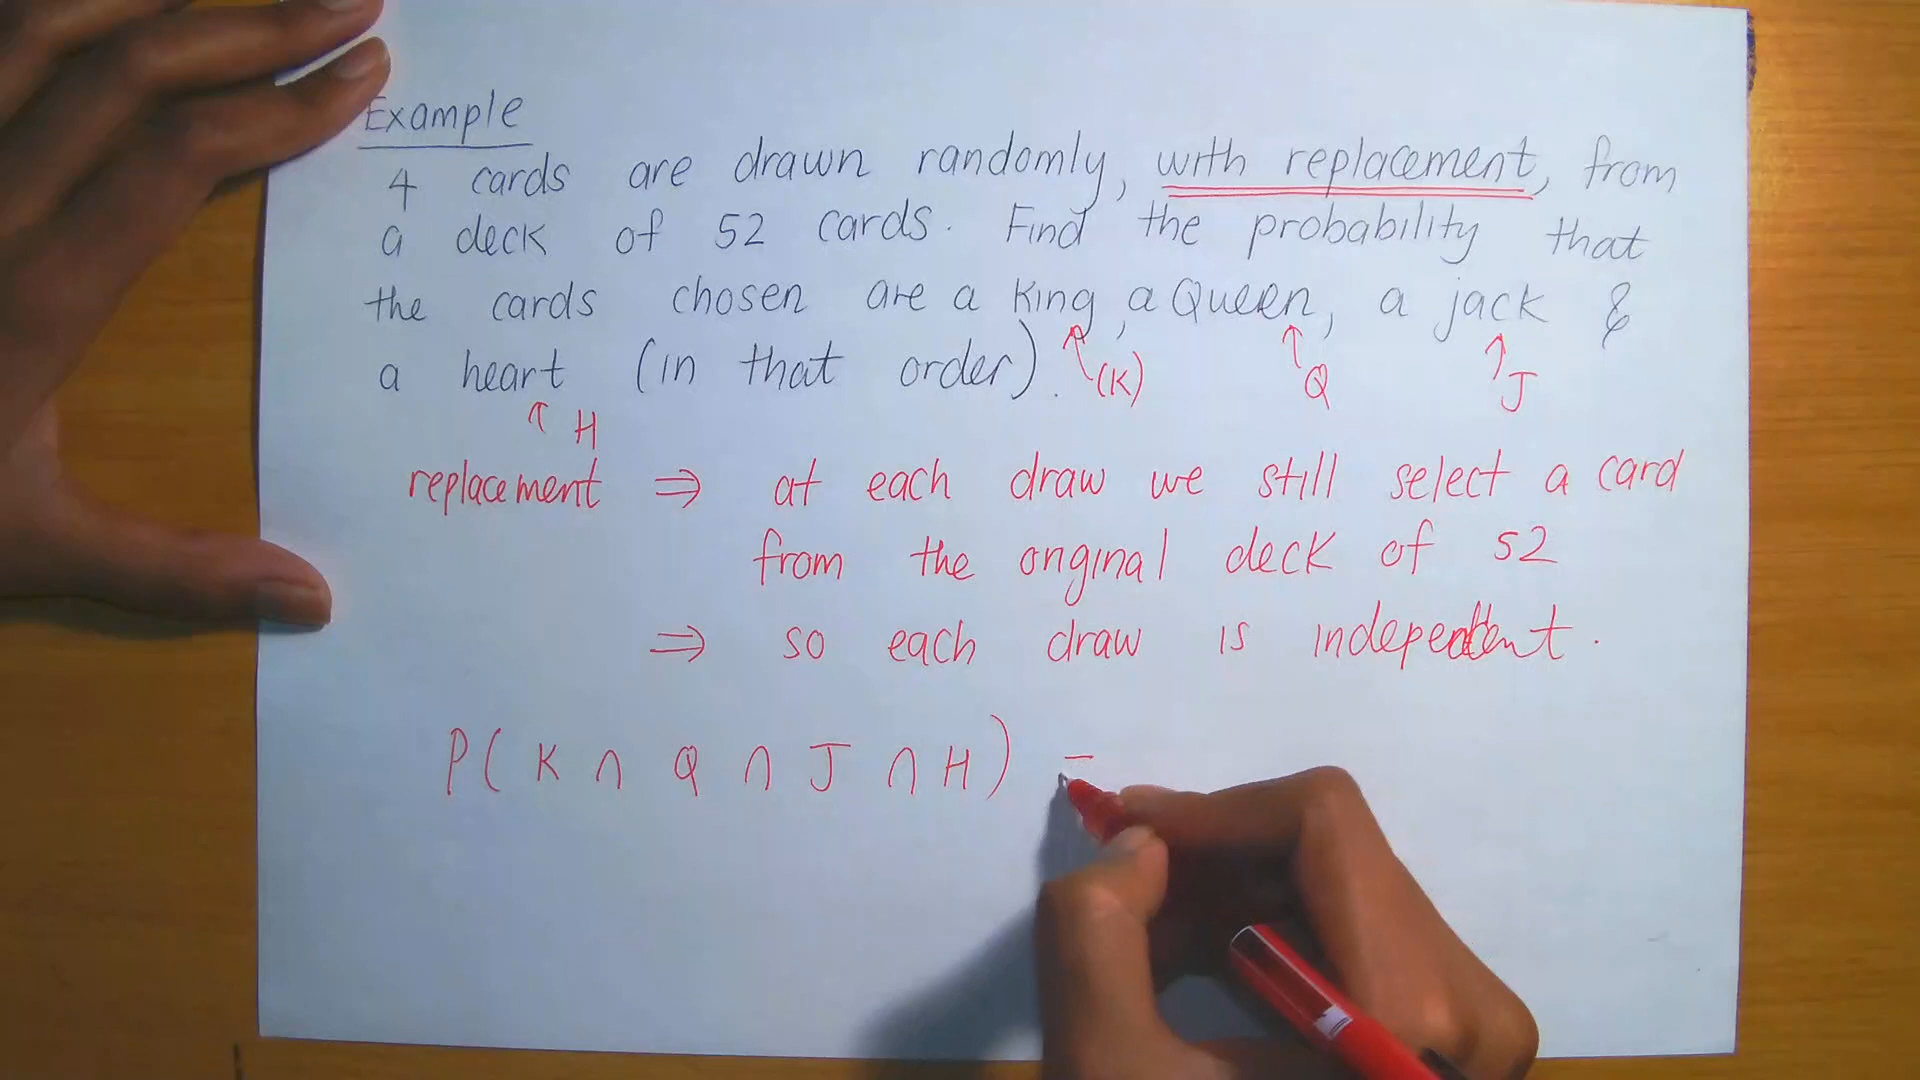 Example
4 cards are drawn randomly, with replacement, from
a deck of 52 cards. Find the probability that
the cards chosen are a King, a Queen, a jack &
a heart (in that order).
(K) Q J
H
replacement ⇒ at each draw we still select a card
from the original deck of 52
⇒ so each draw is independent.
P(K ∩ Q ∩ J ∩ H) -